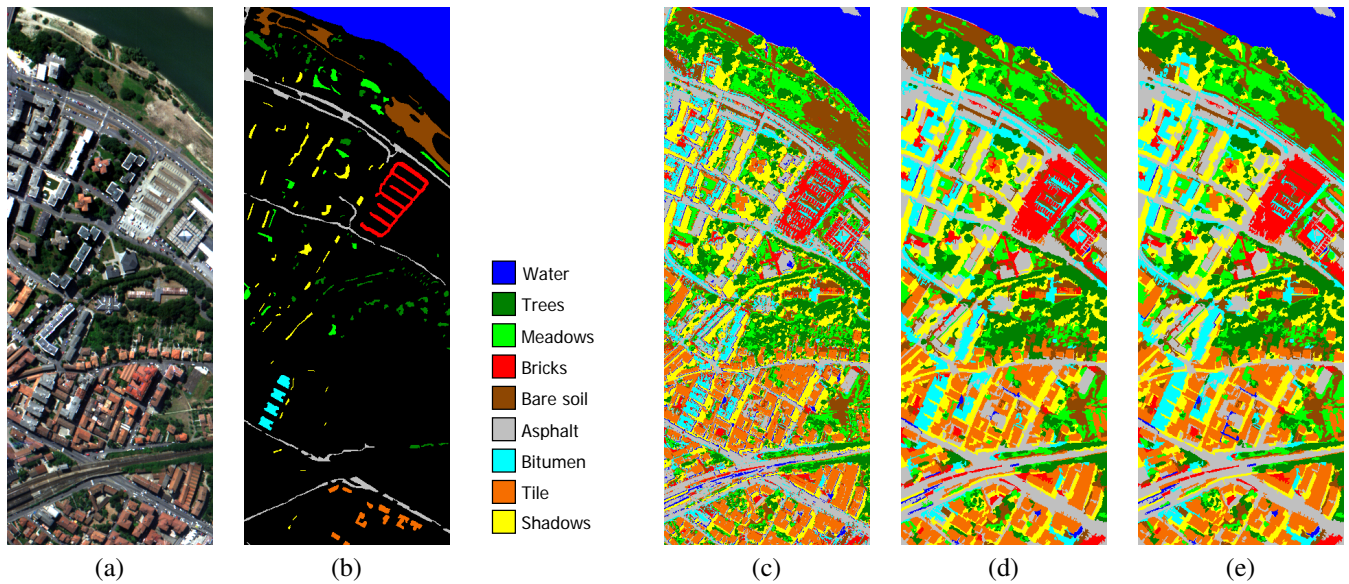 Water
Trees
Meadows
Bricks
Bare soil
Asphalt
Bitumen
Tile
Shadows
(a)
(b)
(c)
(d)
(e)